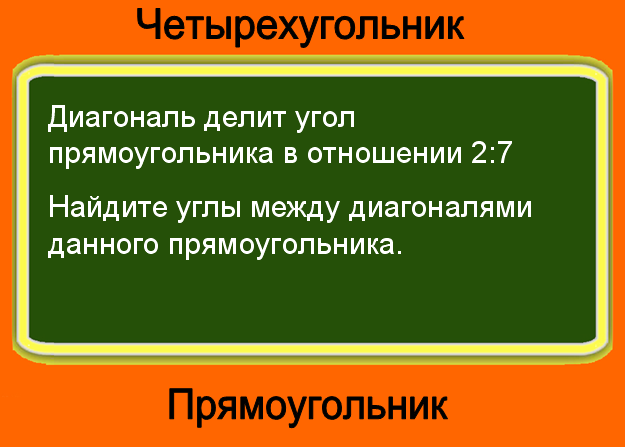 Четырехугольник
Диагональ делит угол
прямоугольника в отношении 2:7
Найдите углы между диагоналями
данного прямоугольника.
Прямоугольник